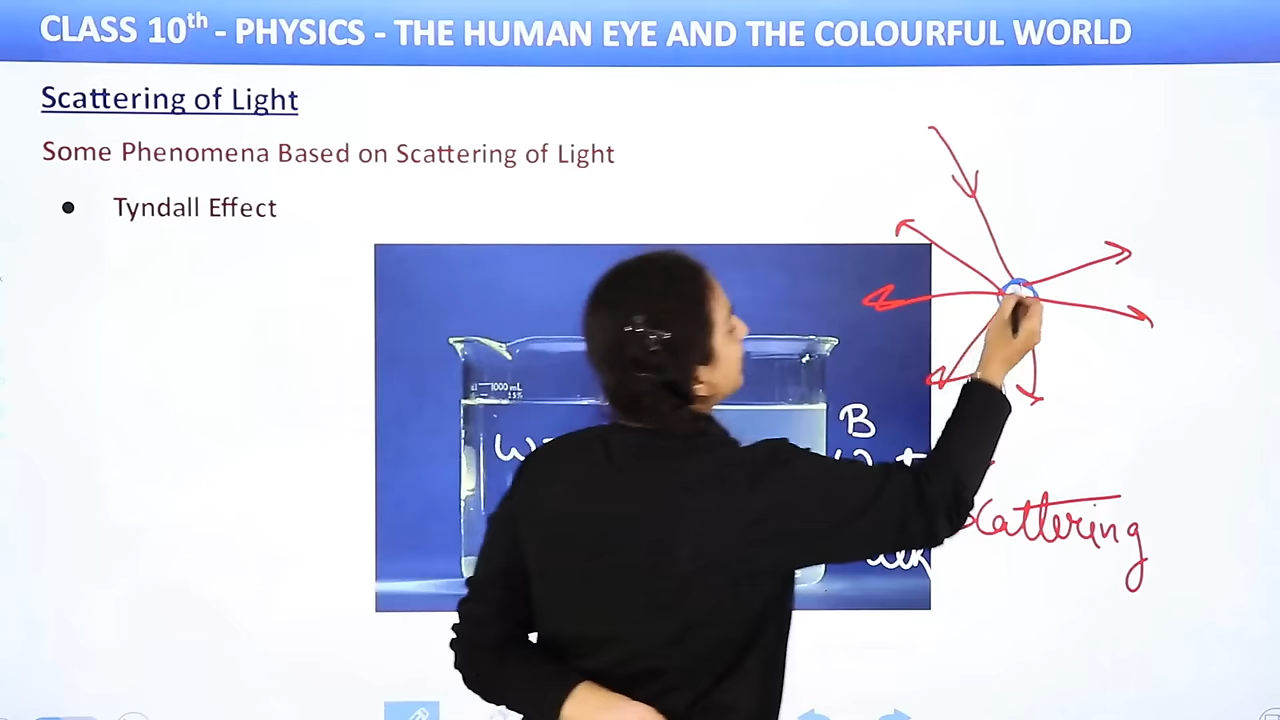 CLASS 10th - PHYSICS - THE HUMAN EYE AND THE COLOURFUL WORLD
Scattering of Light
Some Phenomena Based on Scattering of Light
● Tyndall Effect
1000 mL
B
Scattering